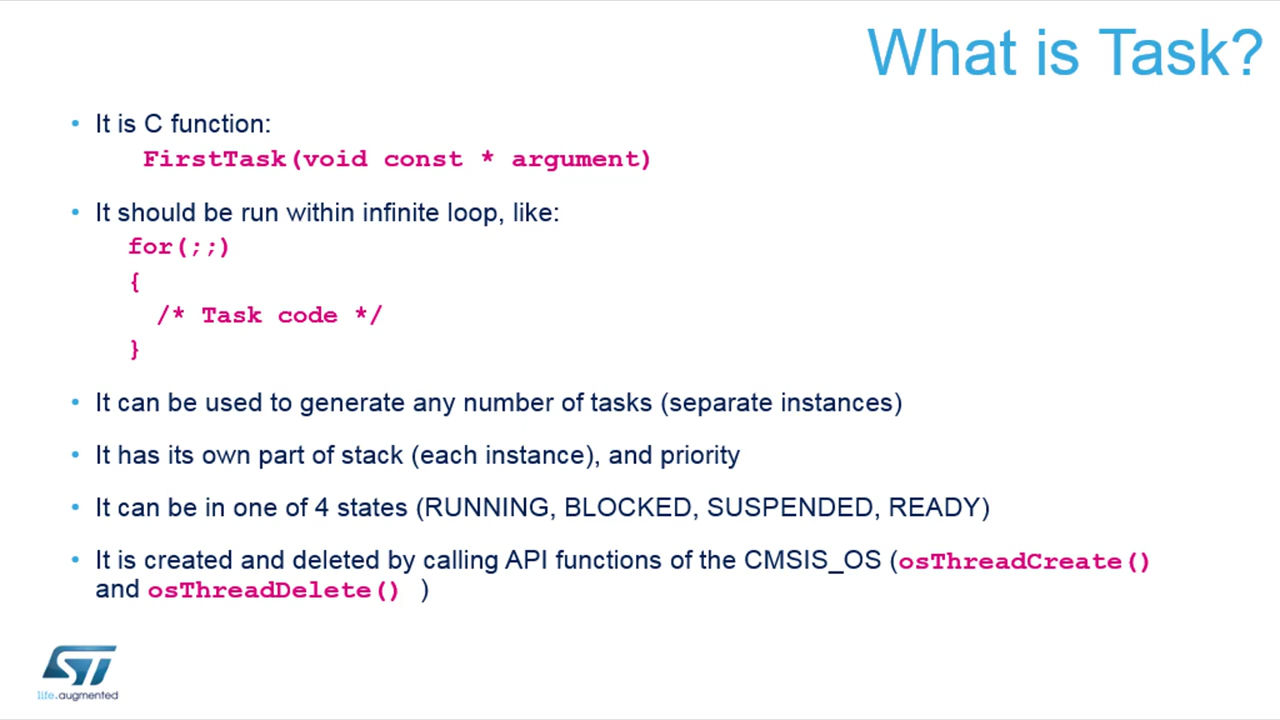 What is Task?
• It is C function:
FirstTask(void const * argument)
• It should be run within infinite loop, like:
for(;;)
{
/* Task code */
}
• It can be used to generate any number of tasks (separate instances)
• It has its own part of stack (each instance), and priority
• It can be in one of 4 states (RUNNING, BLOCKED, SUSPENDED, READY)
• It is created and deleted by calling API functions of the CMSIS_OS (osThreadCreate()
and osThreadDelete() )
ST
life.augmented